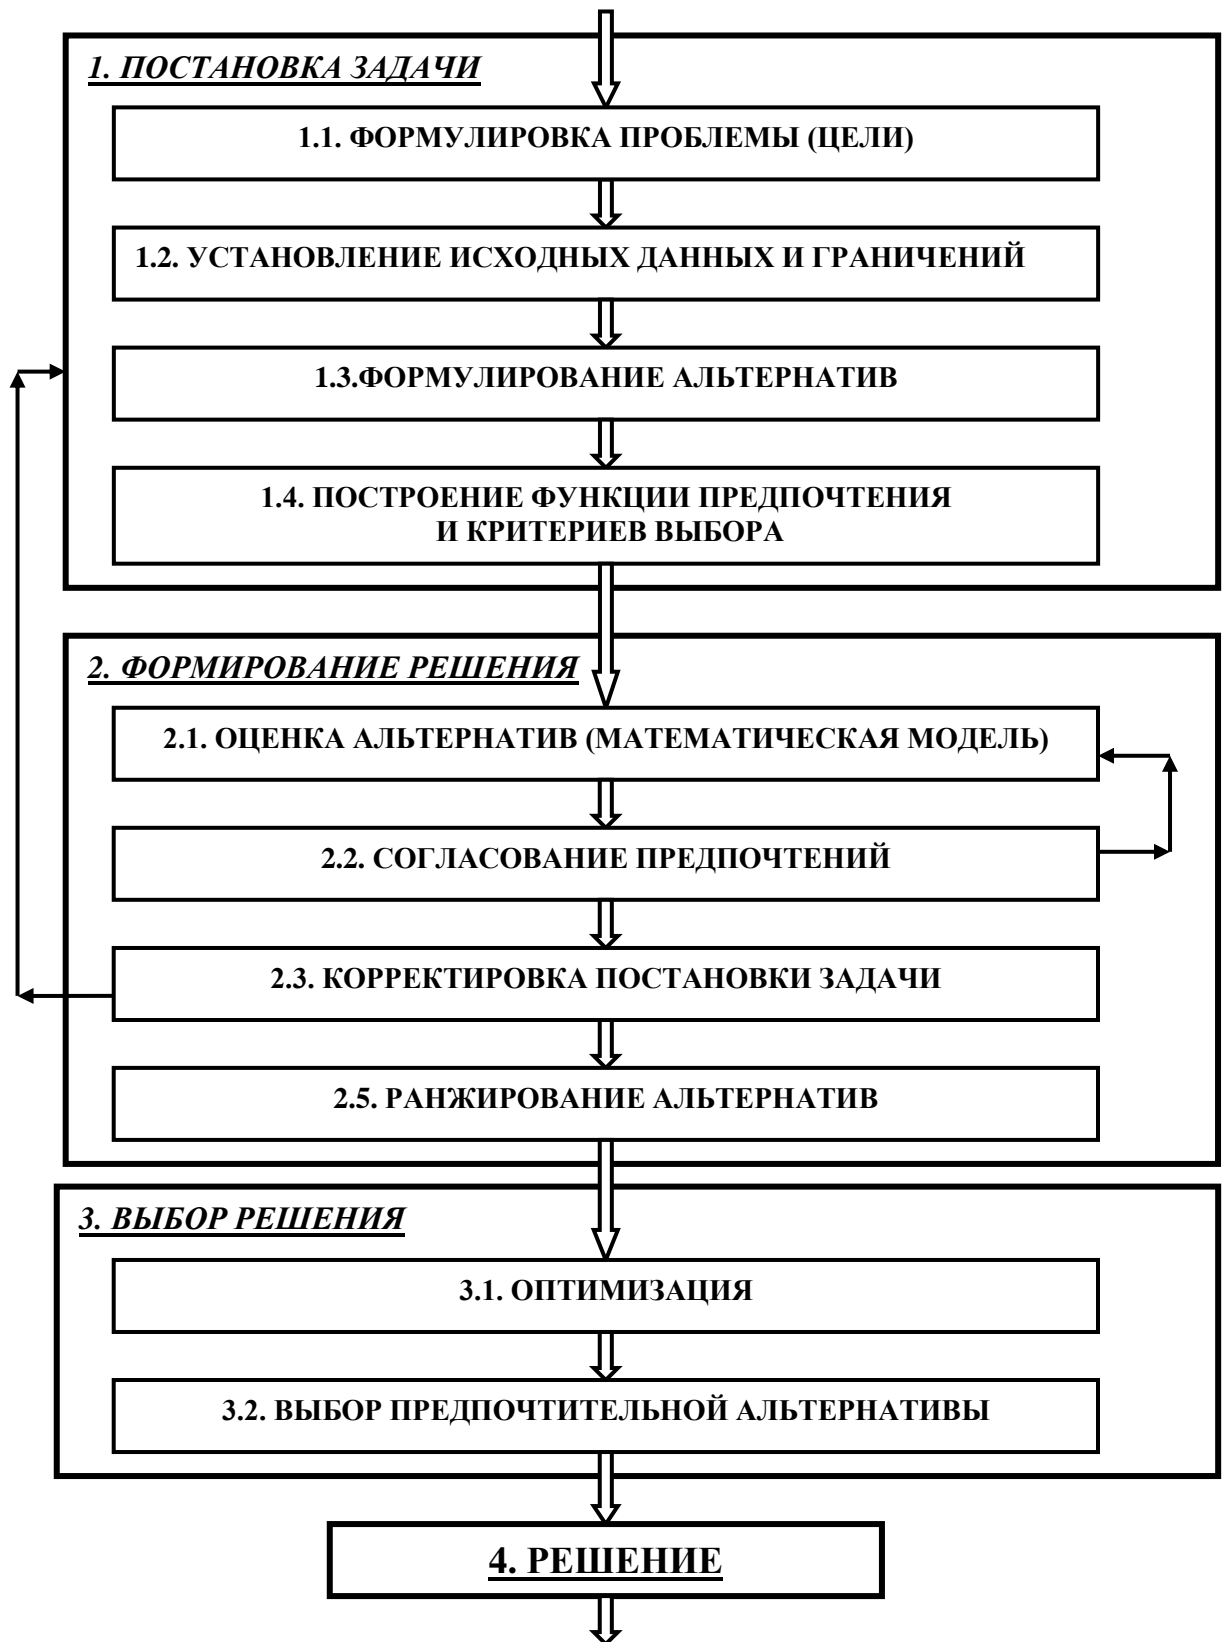 1. ПОСТАНОВКА ЗАДАЧИ
1.1. ФОРМУЛИРОВКА ПРОБЛЕМЫ (ЦЕЛИ)
1.2. УСТАНОВЛЕНИЕ ИСХОДНЫХ ДАННЫХ И ГРАНИЧЕНИЙ
1.3.ФОРМУЛИРОВАНИЕ АЛЬТЕРНАТИВ
1.4. ПОСТРОЕНИЕ ФУНКЦИИ ПРЕДПОЧТЕНИЯ
И КРИТЕРИЕВ ВЫБОРА
2. ФОРМИРОВАНИЕ РЕШЕНИЯ
2.1. ОЦЕНКА АЛЬТЕРНАТИВ (МАТЕМАТИЧЕСКАЯ МОДЕЛЬ)
2.2. СОГЛАСОВАНИЕ ПРЕДПОЧТЕНИЙ
2.3. КОРРЕКТИРОВКА ПОСТАНОВКИ ЗАДАЧИ
2.5. РАНЖИРОВАНИЕ АЛЬТЕРНАТИВ
3. ВЫБОР РЕШЕНИЯ
3.1. ОПТИМИЗАЦИЯ
3.2. ВЫБОР ПРЕДПОЧТИТЕЛЬНОЙ АЛЬТЕРНАТИВЫ
4. РЕШЕНИЕ